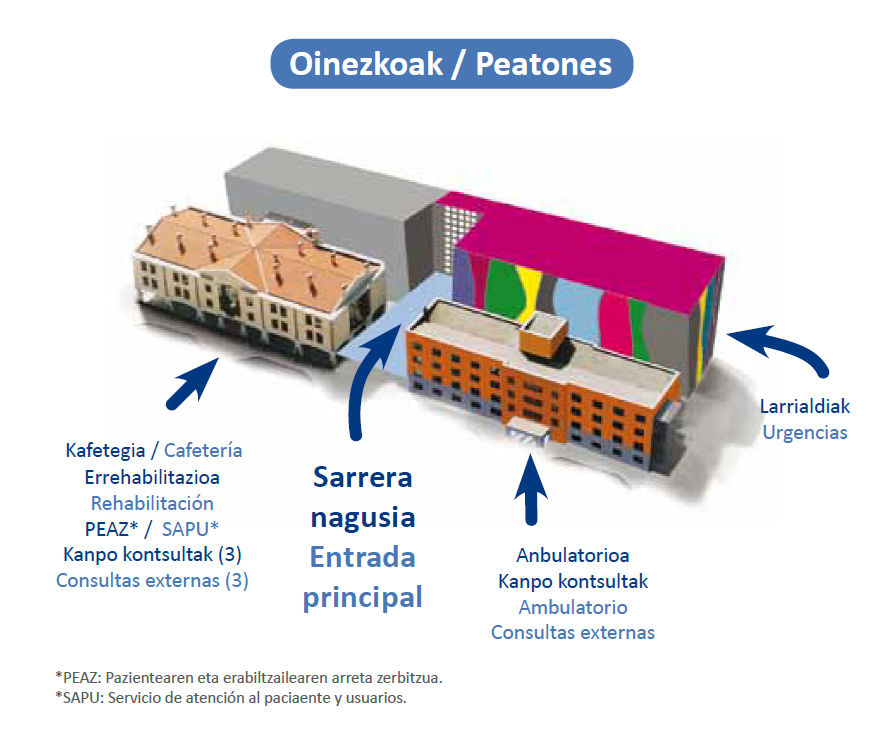 Oinezkoak / Peatones
Larrialdiak
Urgencias
Kafetegia / Cafetería
Errehabilitazioa
Rehabilitación
PEAZ* / SAPU*
Kanpo kontsultak (3)
Consultas externas (3)
Sarrera
nagusia
Entrada
principal
Anbulatorioa
Kanpo kontsultak
Ambulatorio
Consultas externas
*PEAZ: Pazientearen eta erabiltzailearen arreta zerbitzua.
*SAPU: Servicio de atención al paciaente y usuarios.